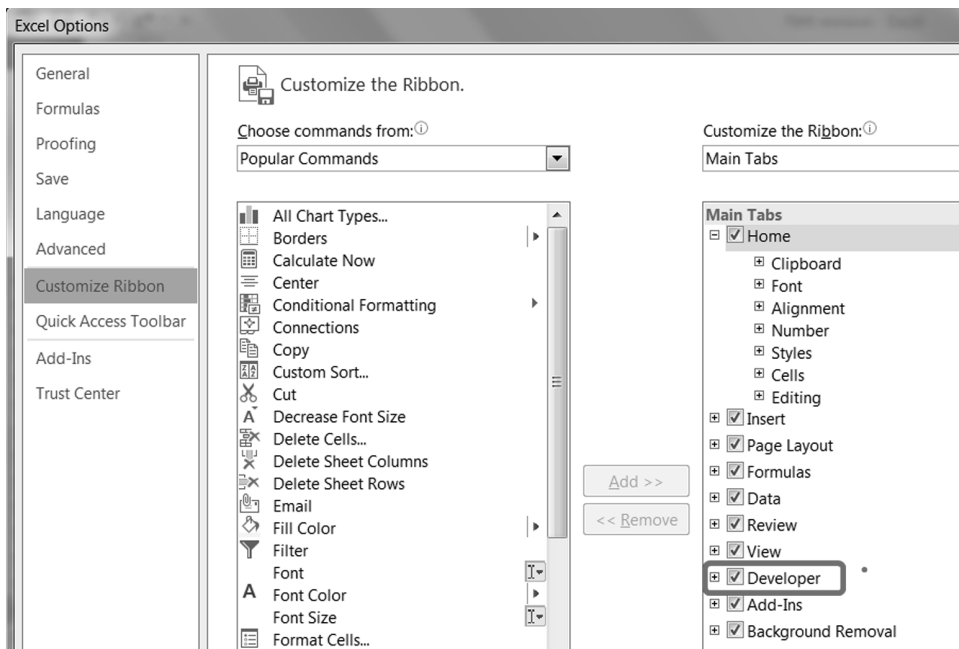 Excel Options
General
Formulas
Proofing
Save
Language
Advanced
Customize Ribbon
Quick Access Toolbar
Add-Ins
Trust Center
Customize the Ribbon.
Choose commands from:
Popular Commands
All Chart Types...
Borders
Calculate Now
Center
Conditional Formatting
Connections
Copy
Custom Sort...
Cut
Decrease Font Size
Delete Cells...
Delete Sheet Columns
Delete Sheet Rows
Email
Fill Color
Filter
Font
Font Color
Font Size
Format Cells...
Add >>
<< Remove
Customize the Ribbon:
Main Tabs
Main Tabs
Home
Clipboard
Font
Alignment
Number
Styles
Cells
Editing
Insert
Page Layout
Formulas
Data
Review
View
Developer
Add-Ins
Background Removal